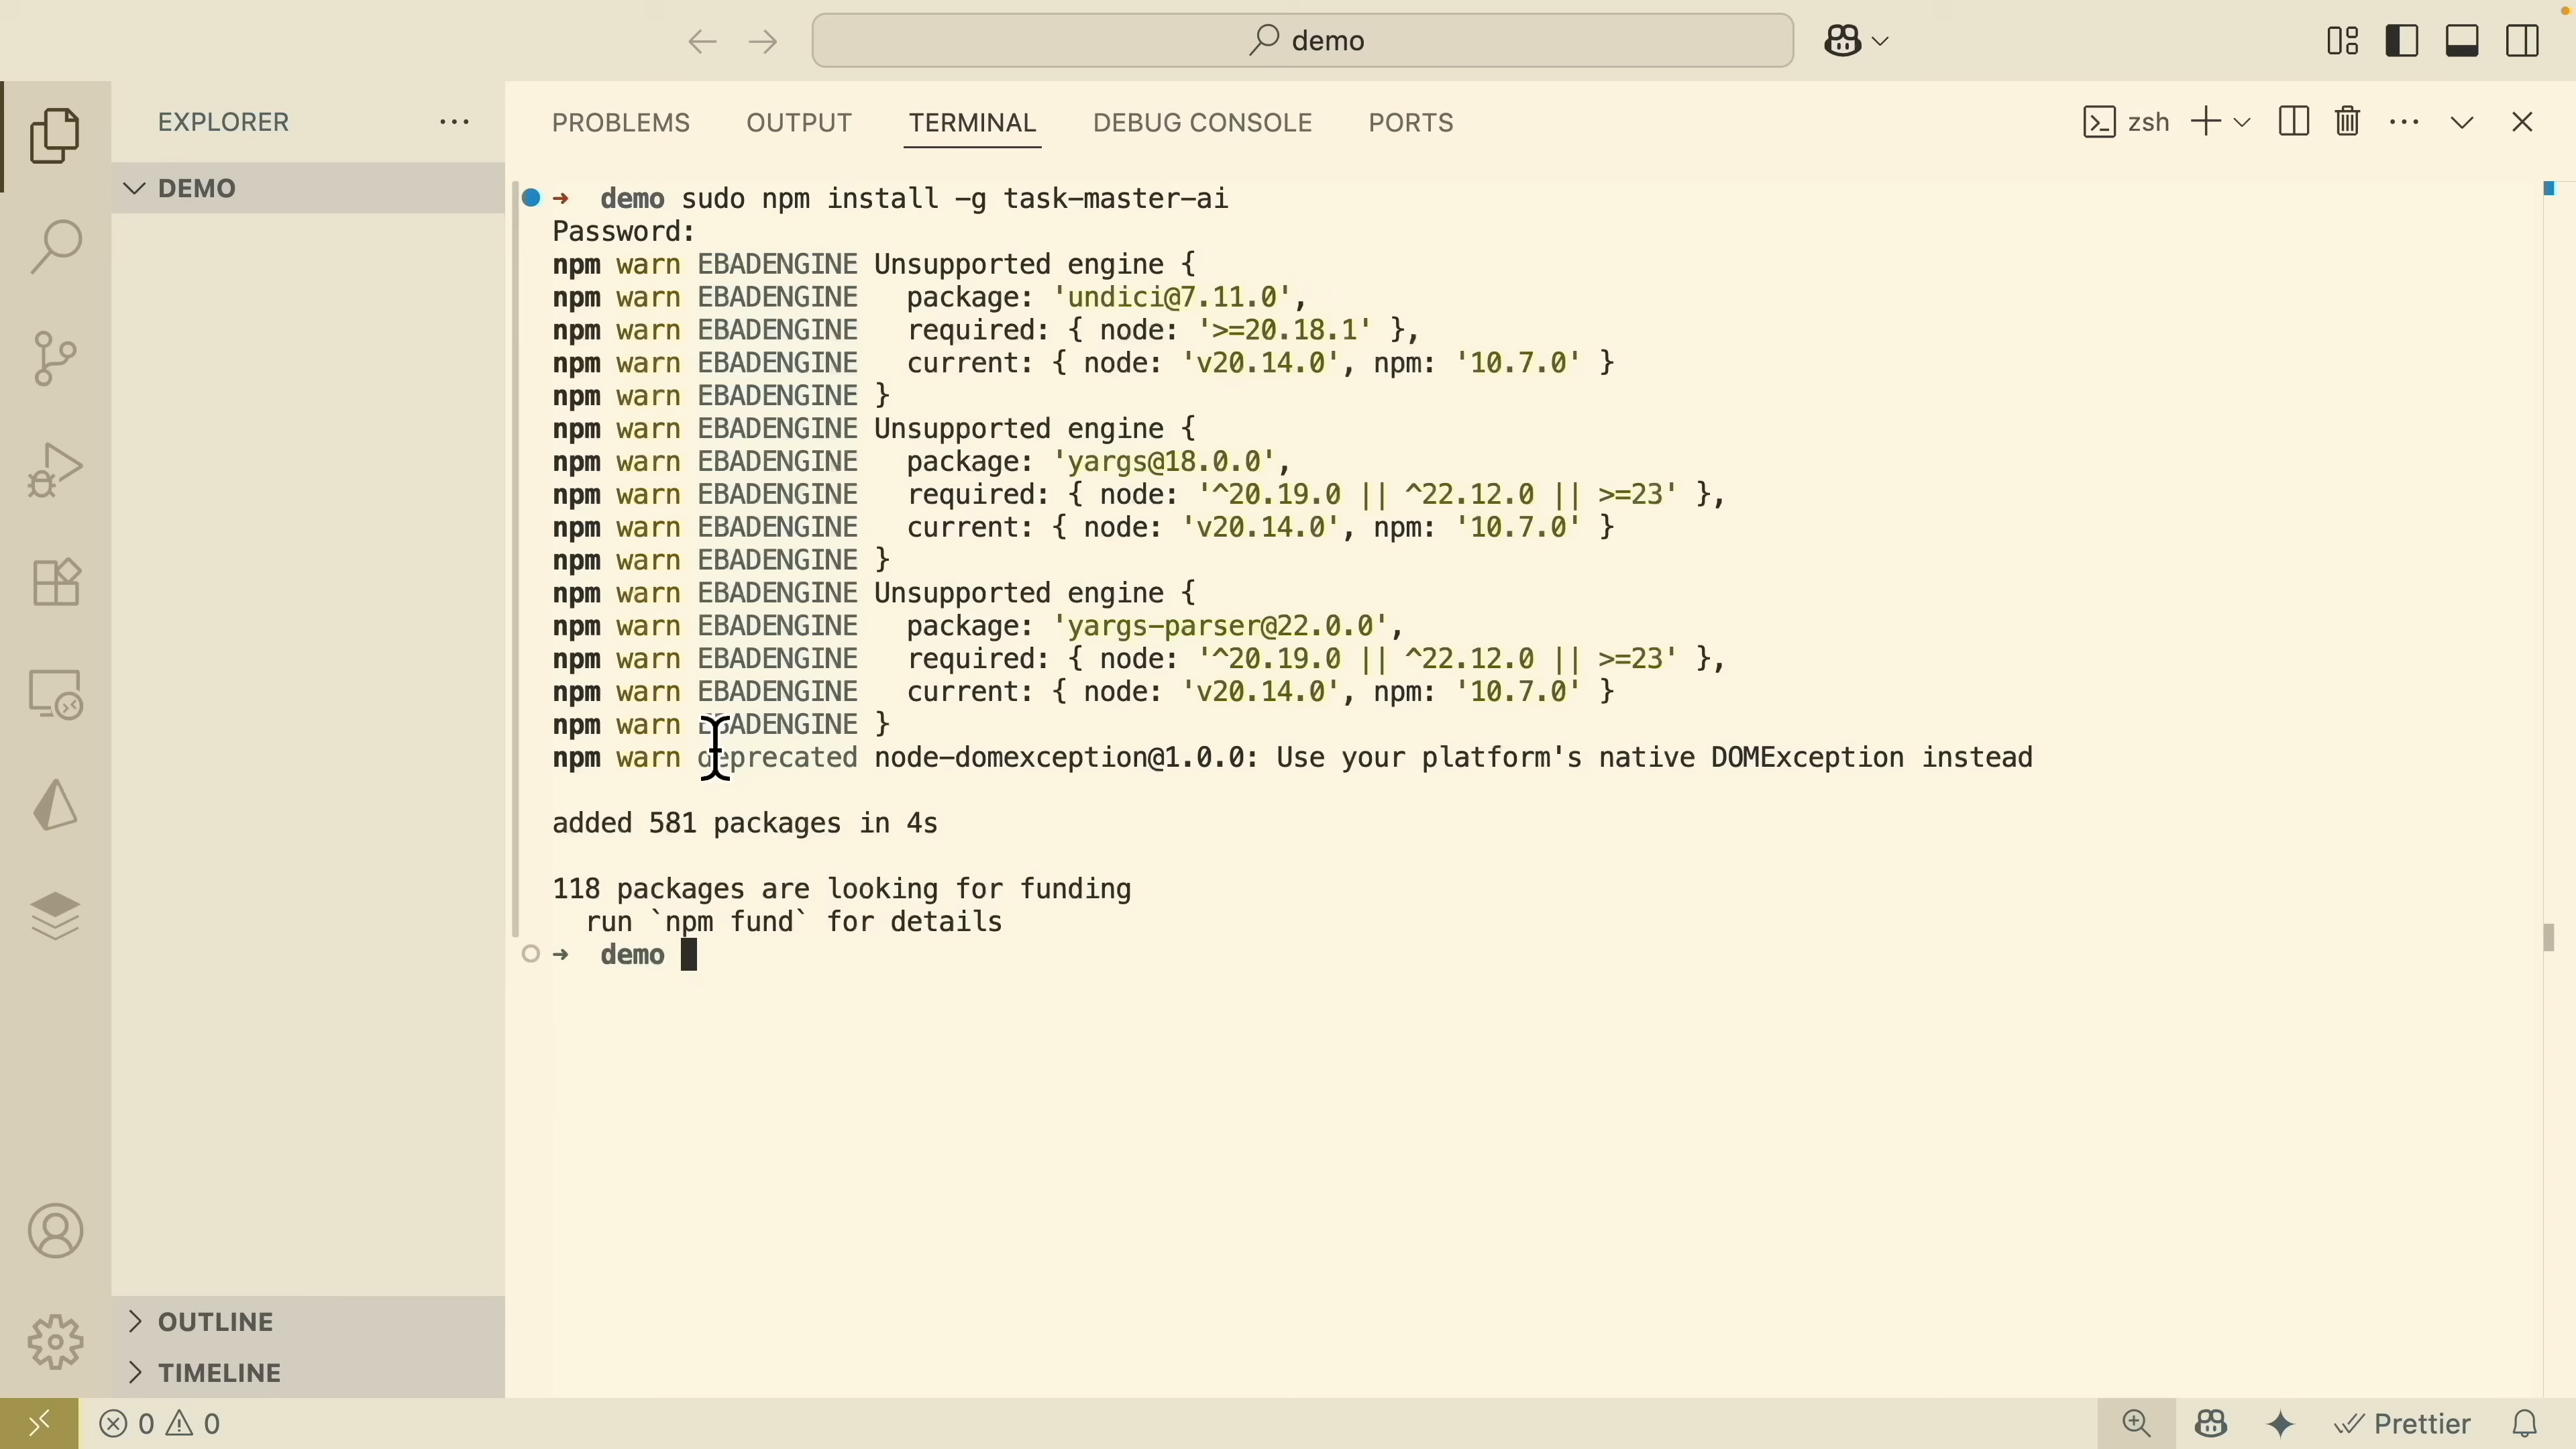 demo
EXPLORER
DEMO
PROBLEMS OUTPUT TERMINAL DEBUG CONSOLE PORTS
zsh
➜ demo sudo npm install -g task-master-ai
Password:
npm warn EBADENGINE Unsupported engine {
npm warn EBADENGINE   package: 'undici@7.11.0',
npm warn EBADENGINE   required: { node: '>=20.18.1' },
npm warn EBADENGINE   current: { node: 'v20.14.0', npm: '10.7.0' }
npm warn EBADENGINE }
npm warn EBADENGINE Unsupported engine {
npm warn EBADENGINE   package: 'yargs@18.0.0',
npm warn EBADENGINE   required: { node: '^20.19.0 || ^22.12.0 || >=23' },
npm warn EBADENGINE   current: { node: 'v20.14.0', npm: '10.7.0' }
npm warn EBADENGINE }
npm warn EBADENGINE Unsupported engine {
npm warn EBADENGINE   package: 'yargs-parser@22.0.0',
npm warn EBADENGINE   required: { node: '^20.19.0 || ^22.12.0 || >=23' },
npm warn EBADENGINE   current: { node: 'v20.14.0', npm: '10.7.0' }
npm warn EBADENGINE }
npm warn deprecated node-domexception@1.0.0: Use your platform's native DOMException instead
added 581 packages in 4s
118 packages are looking for funding
  run `npm fund` for details
➜ demo
OUTLINE
TIMELINE
0 0
Prettier